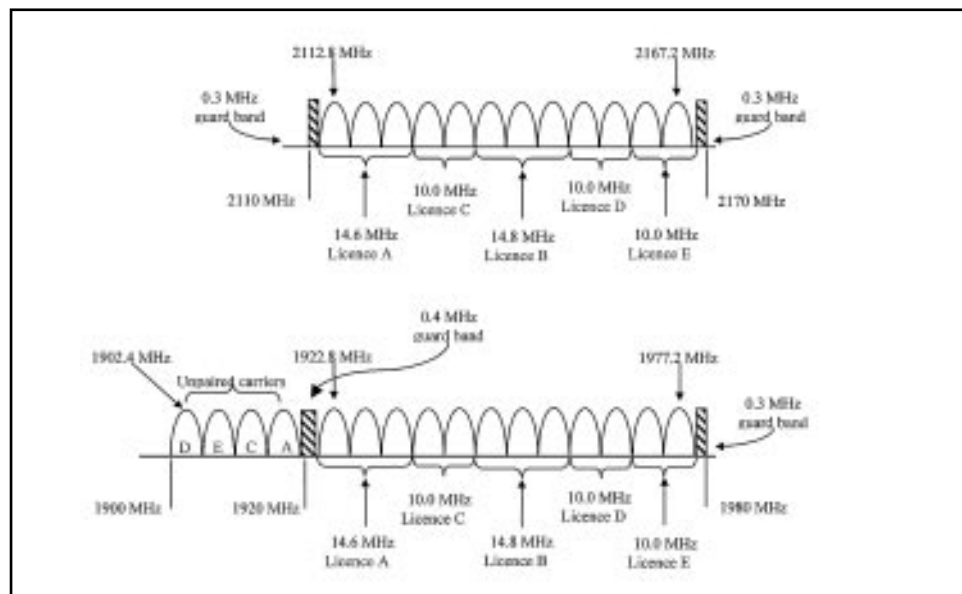 2112.8 MHz
2167.2 MHz
0.3 MHz
guard band
0.3 MHz
guard band
2110 MHz
10.0 MHz
Licence C
10.0 MHz
Licence D
2170 MHz
14.6 MHz
Licence A
14.8 MHz
Licence B
10.0 MHz
Licence E
0.4 MHz
guard band
1902.4 MHz
1922.8 MHz
1977.2 MHz
Unpaired carriers
0.3 MHz
guard band
D E C A
1900 MHz
1920 MHz
10.0 MHz
Licence C
10.0 MHz
Licence D
1980 MHz
14.6 MHz
Licence A
14.8 MHz
Licence B
10.0 MHz
Licence E